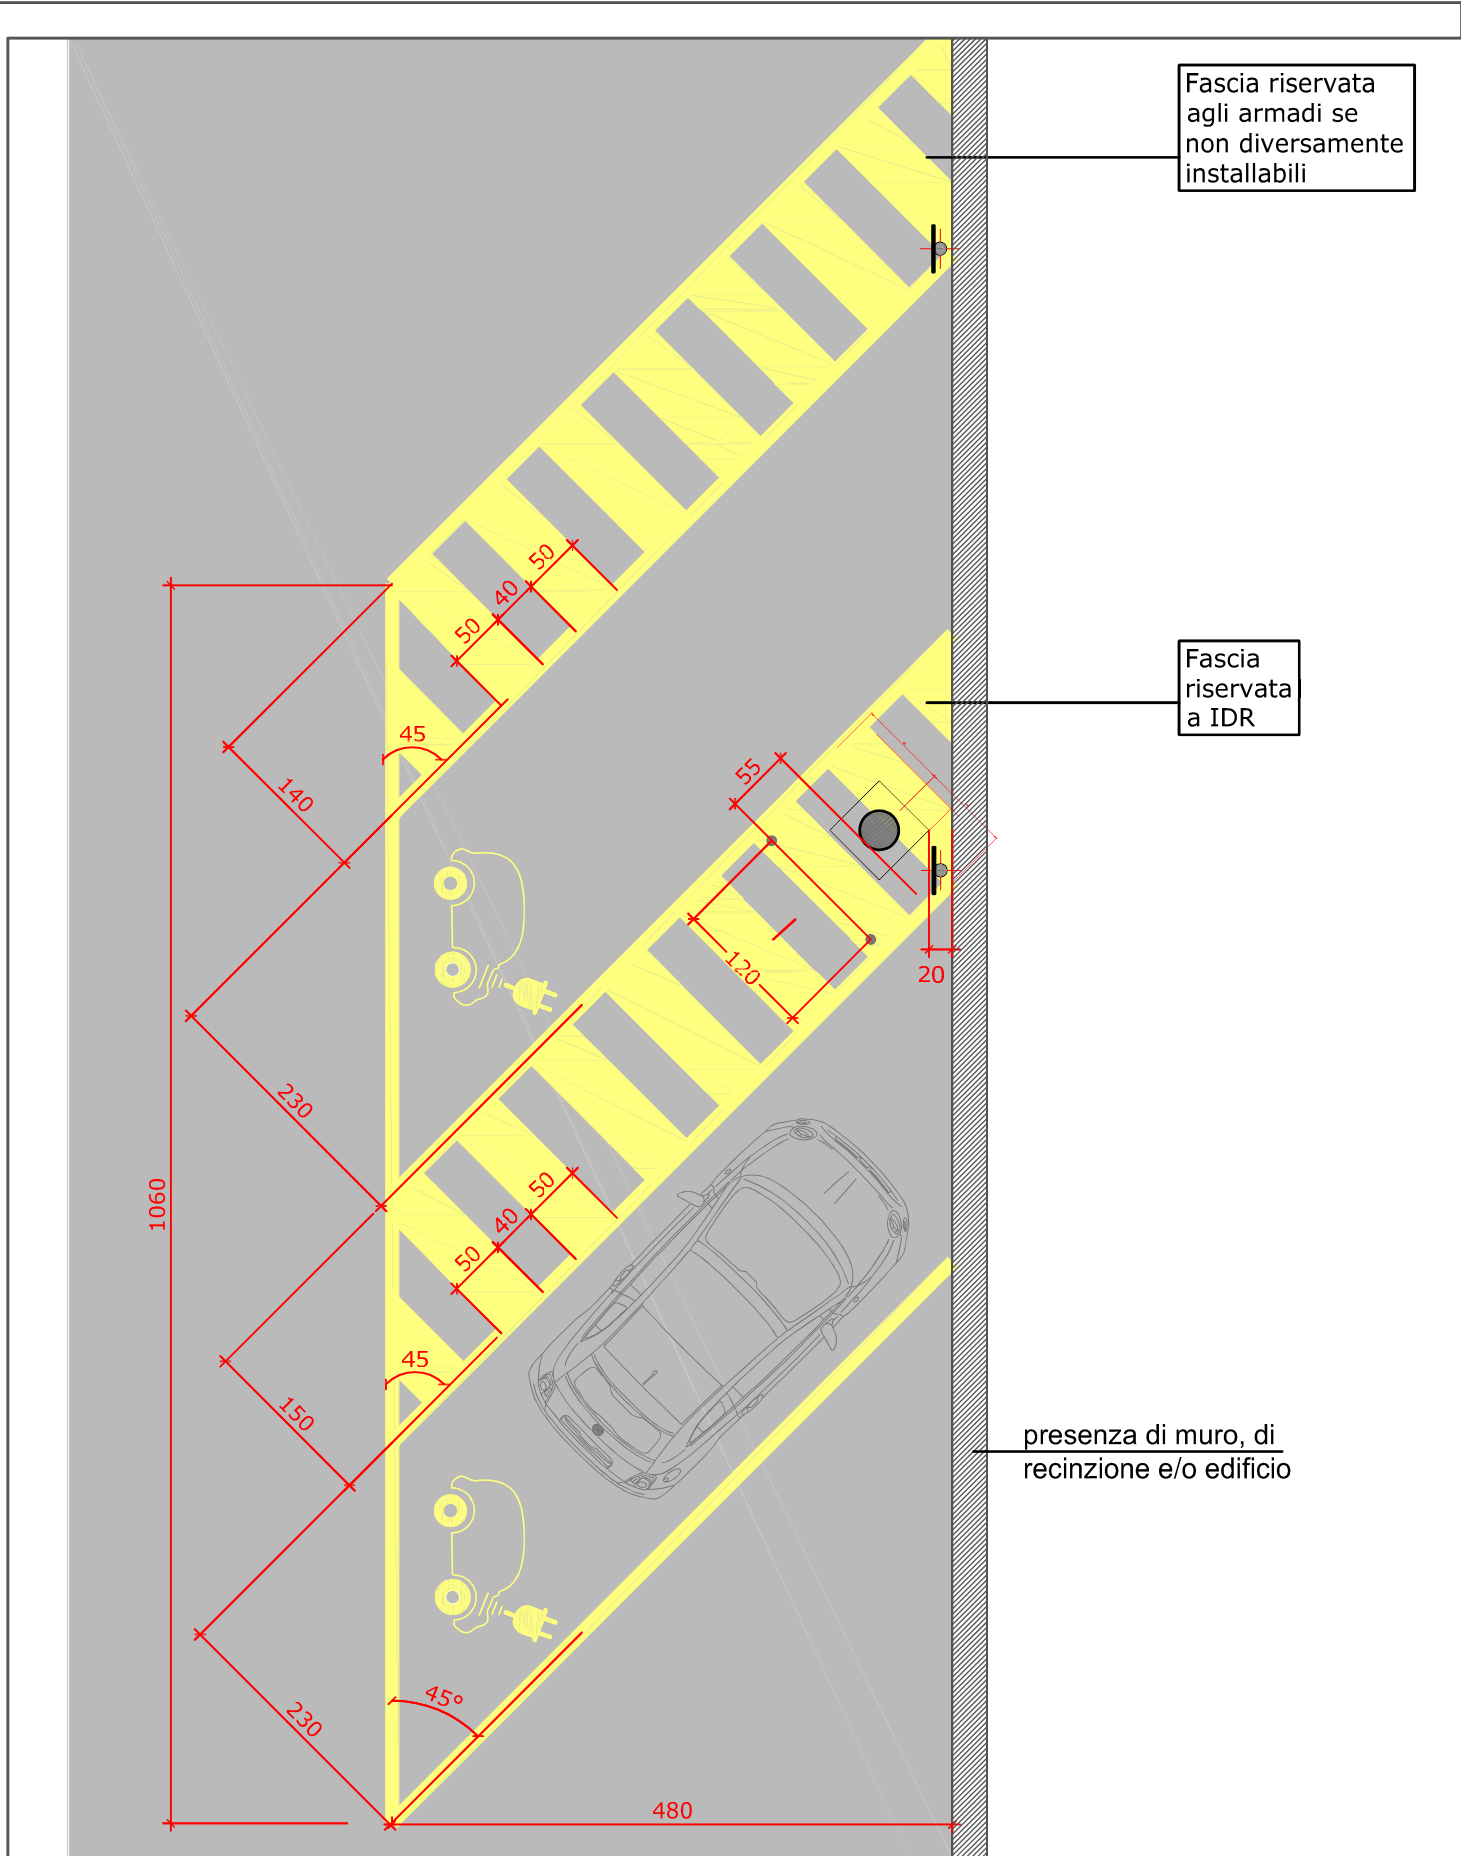 Fascia riservata
agli armadi se
non diversamente
installabili
50
40
50
Fascia
riservata
a IDR
45
55
140
120
20
230
1060
50
40
50
45
150
presenza di muro, di
recinzione e/o edificio
45°
230
480